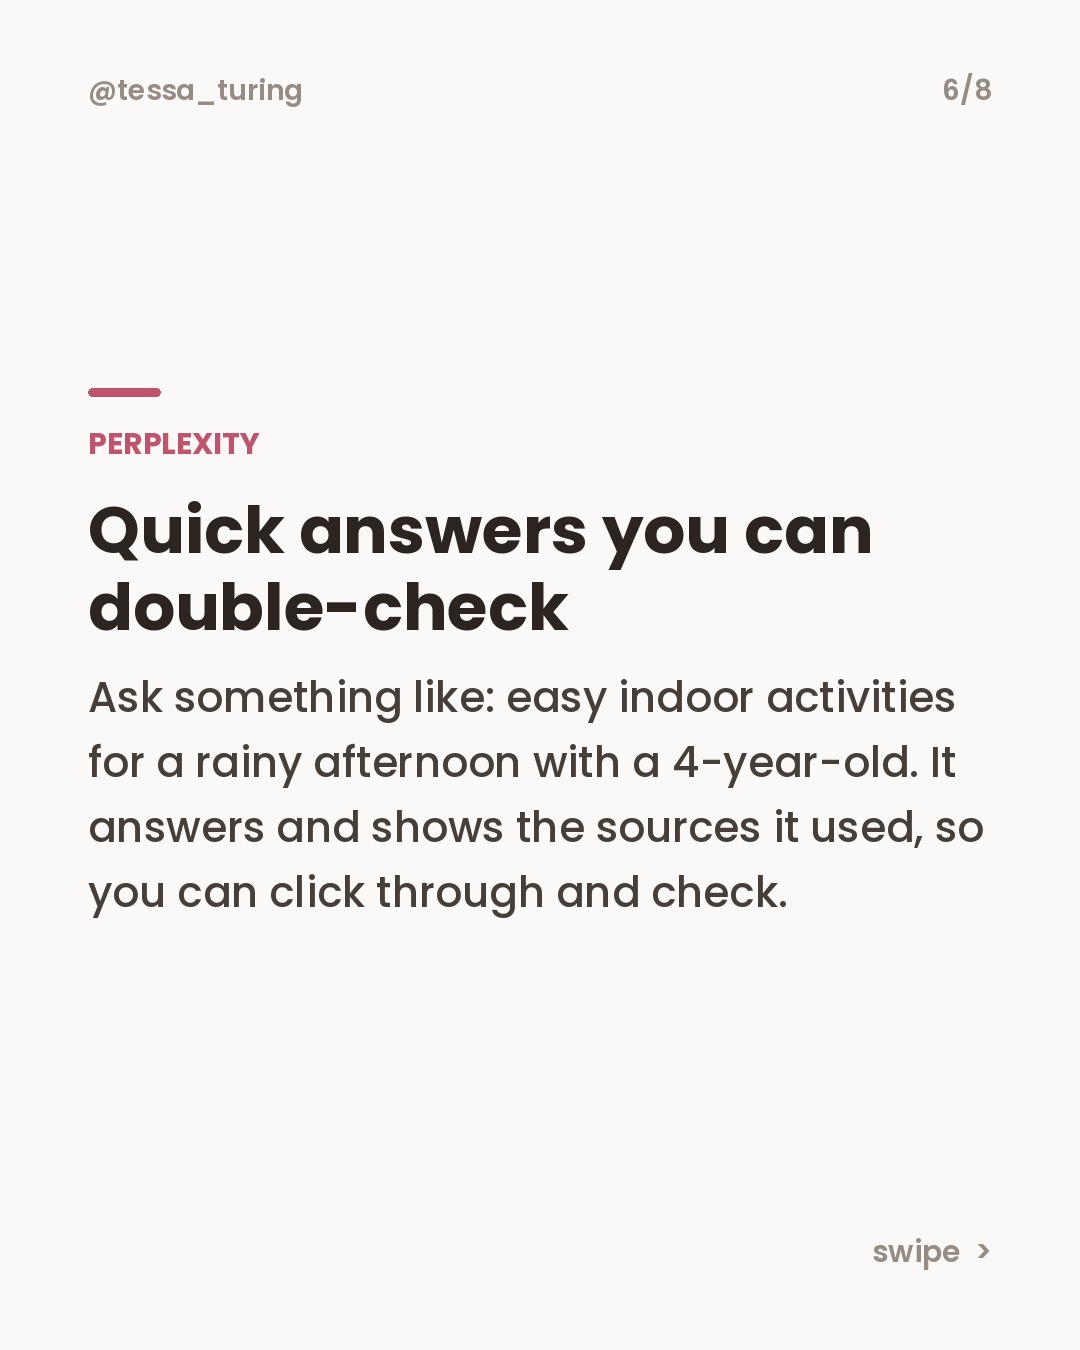 @tessa_turing
6/8
PERPLEXITY
Quick answers you can
double-check
Ask something like: easy indoor activities
for a rainy afternoon with a 4-year-old. It
answers and shows the sources it used, so
you can click through and check.
swipe >